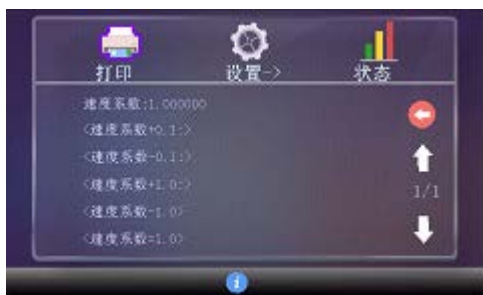 打印 设置-> 状态
速度系数:1.000000
<速度系数+0.1:>
<速度系数-0.1:>
<速度系数+1.0:>
1/1
<速度系数-1.0>
<速度系数=1.0>